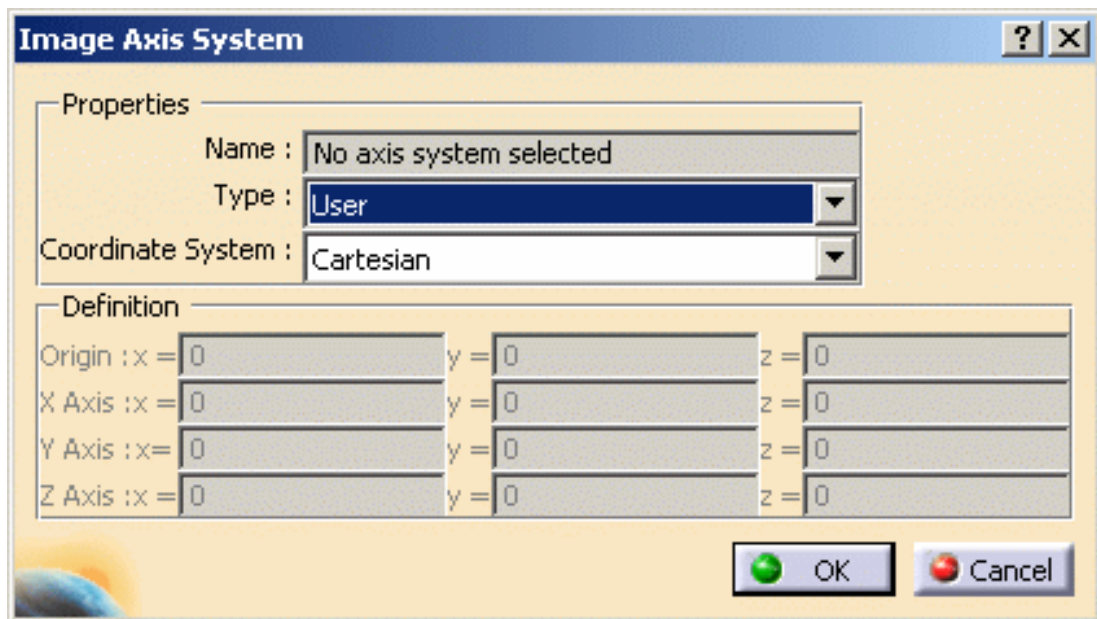 Image Axis System
Properties
Name : No axis system selected
Type : User
Coordinate System : Cartesian
Definition
Origin :x = 0 y = 0 z = 0
X Axis :x = 0 y = 0 z = 0
Y Axis :x= 0 y = 0 z = 0
Z Axis :x = 0 y = 0 z = 0
OK Cancel